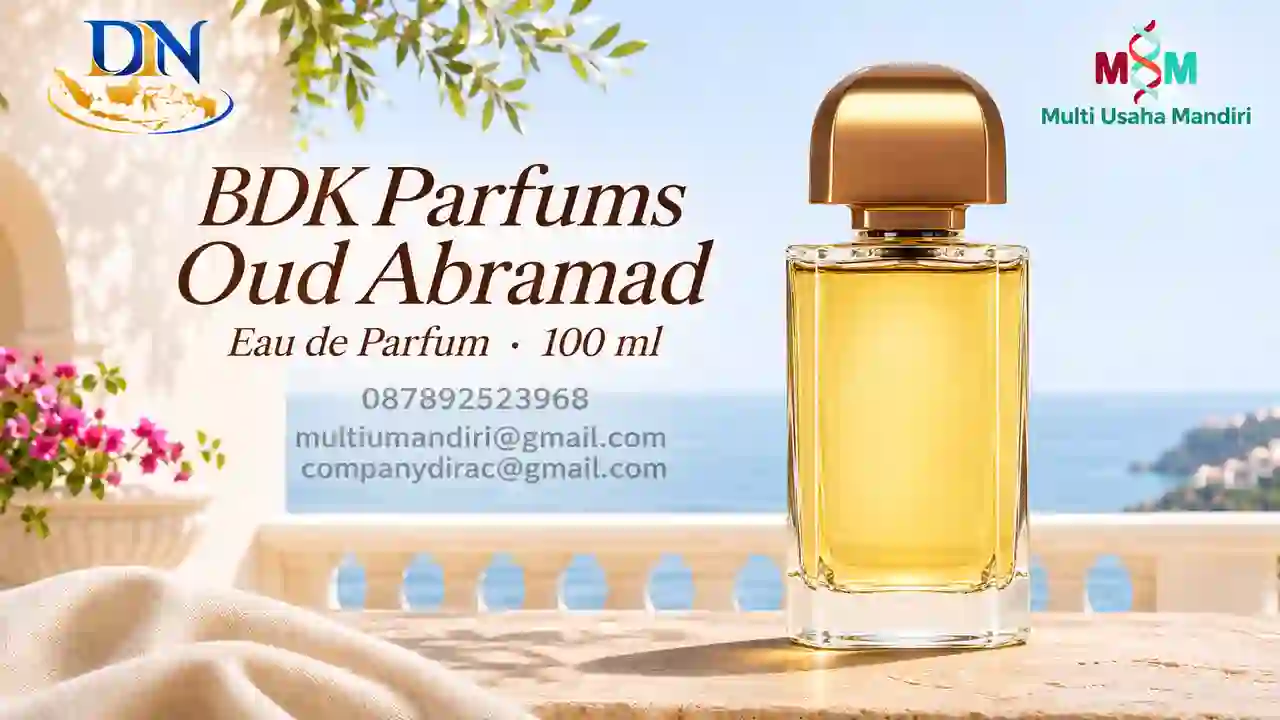 DIN
MSM
Multi Usaha Mandiri
BDK Parfums
Oud Abramad
Eau de Parfum · 100 ml
087892523968
multiumandiri@gmail.com
companydirac@gmail.com